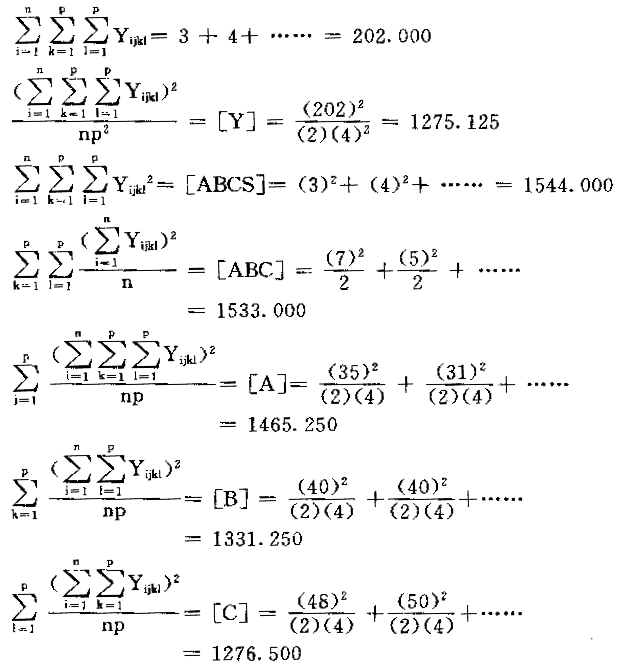 $\sum_{i=1}^{n}\sum_{k=1}^{p}\sum_{l=1}^{p} Y_{ijkl} = 3 + 4 + \cdots\cdots = 202.000$
$\frac{(\sum_{i=1}^{n}\sum_{k=1}^{p}\sum_{l=1}^{p} Y_{ijkl})^2}{np^2} = [Y] = \frac{(202)^2}{(2)(4)^2} = 1275.125$
$\sum_{i=1}^{n}\sum_{k=1}^{p}\sum_{l=1}^{p} Y_{ijkl}{}^2 = [ABCS] = (3)^2 + (4)^2 + \cdots\cdots = 1544.000$
$\sum_{k=1}^{p}\sum_{l=1}^{p} \frac{(\sum_{i=1}^{n} Y_{ijkl})^2}{n} = [ABC] = \frac{(7)^2}{2} + \frac{(5)^2}{2} + \cdots\cdots$
$= 1533.000$
$\sum_{j=1}^{p} \frac{(\sum_{i=1}^{n}\sum_{k=1}^{p}\sum_{l=1}^{p} Y_{ijkl})^2}{np} = [A] = \frac{(35)^2}{(2)(4)} + \frac{(31)^2}{(2)(4)} + \cdots\cdots$
$= 1465.250$
$\sum_{k=1}^{p} \frac{(\sum_{i=1}^{n}\sum_{l=1}^{p} Y_{ijkl})^2}{np} = [B] = \frac{(40)^2}{(2)(4)} + \frac{(40)^2}{(2)(4)} + \cdots\cdots$
$= 1331.250$
$\sum_{l=1}^{p} \frac{(\sum_{i=1}^{n}\sum_{k=1}^{p} Y_{ijkl})^2}{np} = [C] = \frac{(48)^2}{(2)(4)} + \frac{(50)^2}{(2)(4)} + \cdots\cdots$
$= 1276.500$